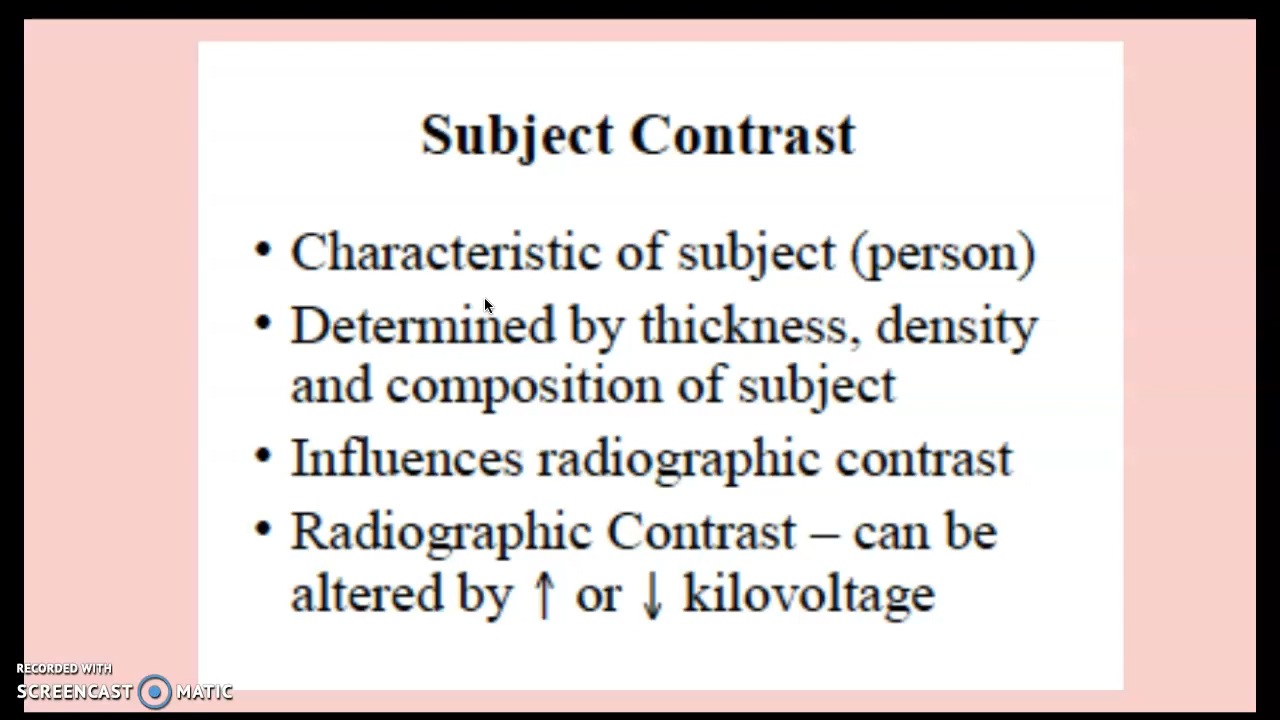 Subject Contrast
• Characteristic of subject (person)
• Determined by thickness, density
and composition of subject
• Influences radiographic contrast
• Radiographic Contrast – can be
altered by ↑ or ↓ kilovoltage
RECORDED WITH
SCREENCAST MATIC